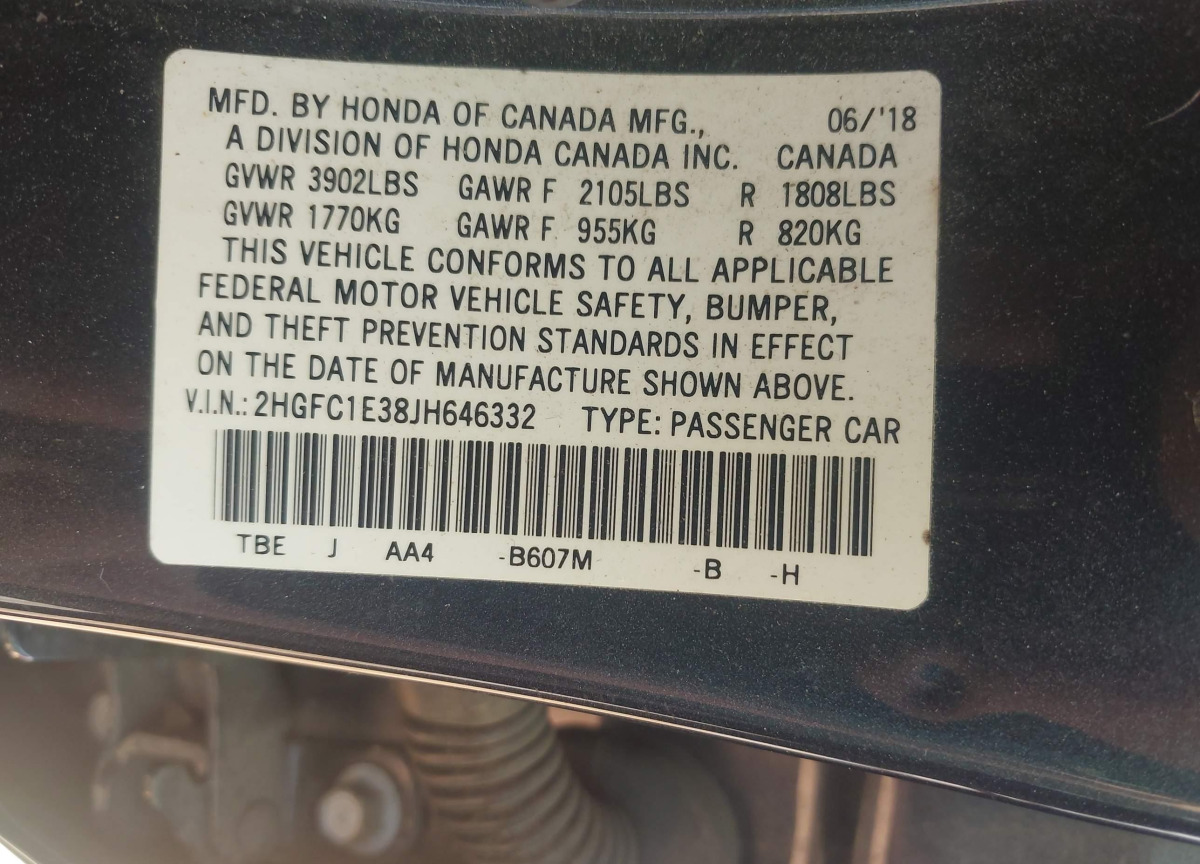 MFD. BY HONDA OF CANADA MFG., 06/'18
A DIVISION OF HONDA CANADA INC. CANADA
GVWR 3902LBS GAWR F 2105LBS R 1808LBS
GVWR 1770KG GAWR F 955KG R 820KG
THIS VEHICLE CONFORMS TO ALL APPLICABLE
FEDERAL MOTOR VEHICLE SAFETY, BUMPER,
AND THEFT PREVENTION STANDARDS IN EFFECT
ON THE DATE OF MANUFACTURE SHOWN ABOVE.
V.I.N.: 2HGFC1E38JH646332 TYPE: PASSENGER CAR
TBE J AA4 -B607M -B -H